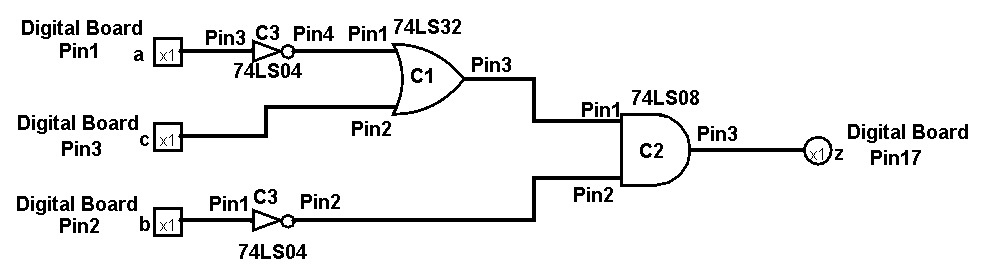 Digital Board
Pin1
a
x1
Pin3
C3
74LS04
Pin4
Pin1
74LS32
C1
Pin3
Digital Board
Pin3
c
x1
Pin2
Pin1
74LS08
C2
Pin3
x1
z
Digital Board
Pin17
Pin2
Digital Board
Pin2
b
x1
Pin1
C3
Pin2
74LS04